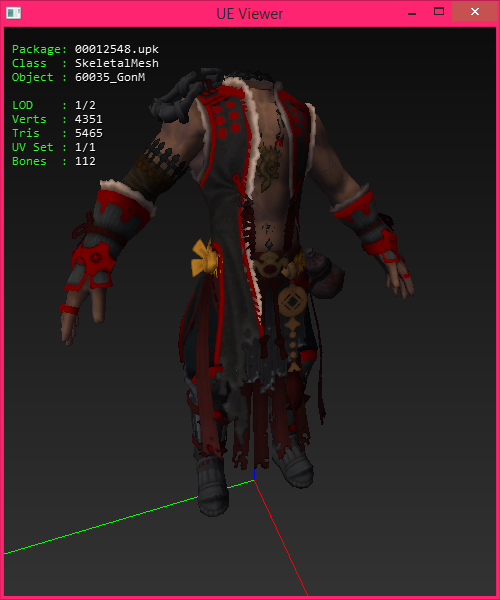 UE Viewer
Package: 00012548.upk
Class  : SkeletalMesh
Object : 60035_GonM
LOD    : 1/2
Verts  : 4351
Tris   : 5465
UV Set : 1/1
Bones  : 112